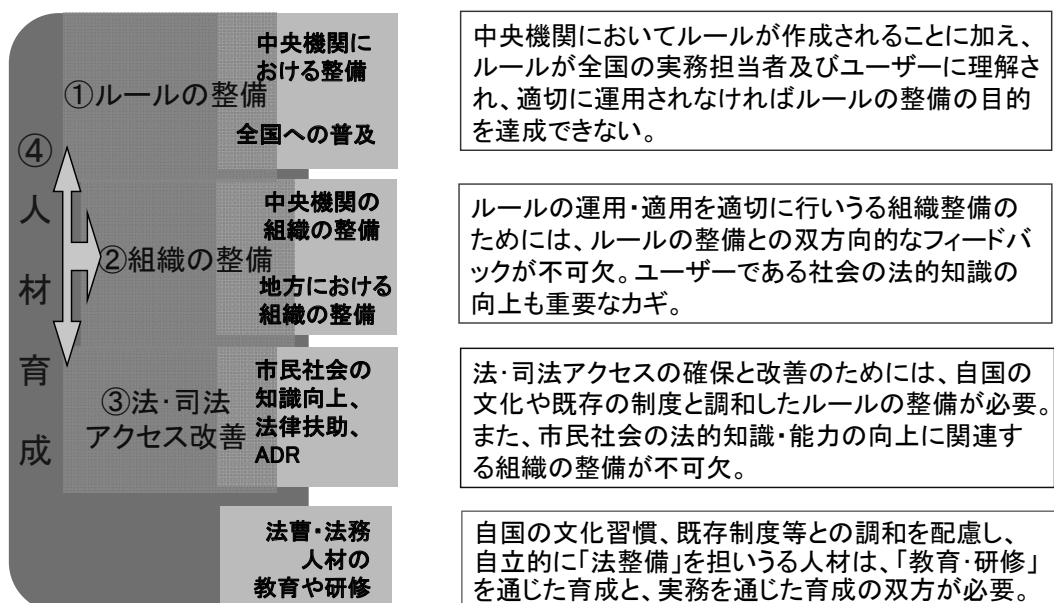 ④
人
材
育
成
①ルールの整備
中央機関に
おける整備
全国への普及
中央機関においてルールが作成されることに加え、
ルールが全国の実務担当者及びユーザーに理解さ
れ、適切に運用されなければルールの整備の目的
を達成できない。
②組織の整備
中央機関の
組織の整備
地方における
組織の整備
ルールの運用・適用を適切に行いうる組織整備の
ためには、ルールの整備との双方向的なフィードバ
ックが不可欠。ユーザーである社会の法的知識の
向上も重要なカギ。
③法・司法
アクセス改善
市民社会の
知識向上、
法律扶助、
ADR
法・司法アクセスの確保と改善のためには、自国の
文化や既存の制度と調和したルールの整備が必要。
また、市民社会の法的知識・能力の向上に関連す
る組織の整備が不可欠。
法曹・法務
人材の
教育や研修
自国の文化習慣、既存制度等との調和を配慮し、
自立的に「法整備」を担いうる人材は、「教育・研修」
を通じた育成と、実務を通じた育成の双方が必要。